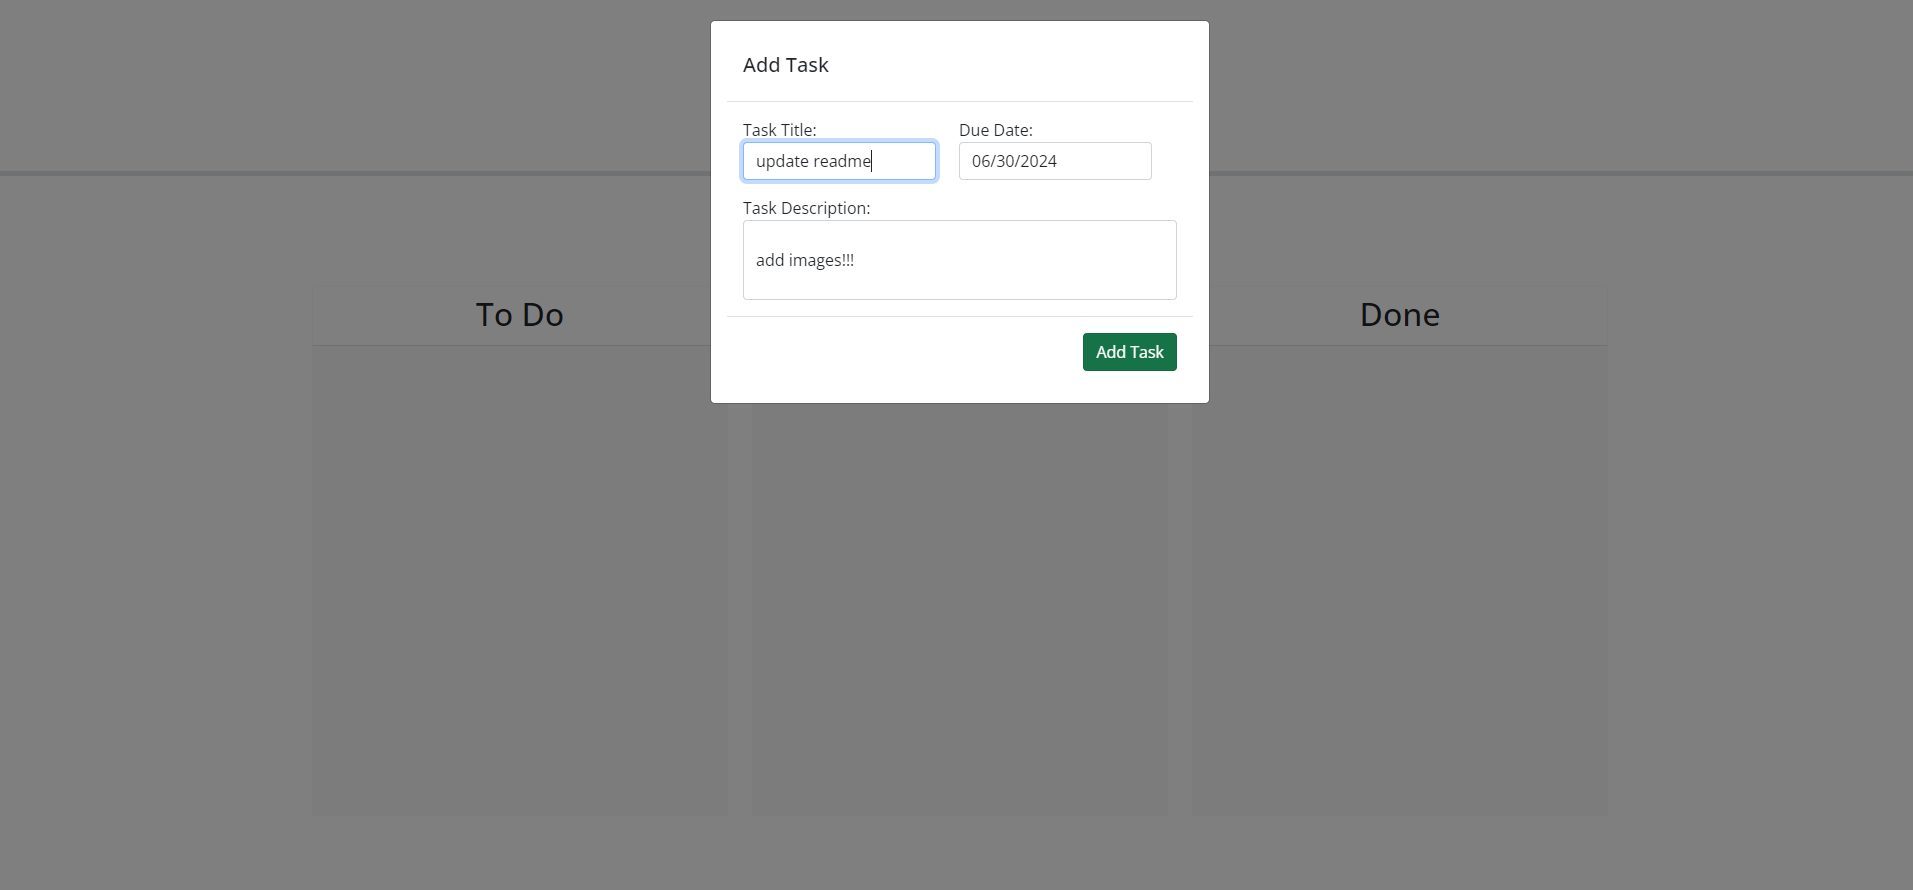 Add Task
Task Title:
Due Date:
update readme
06/30/2024
Task Description:
add images!!!
Add Task
To Do
Done